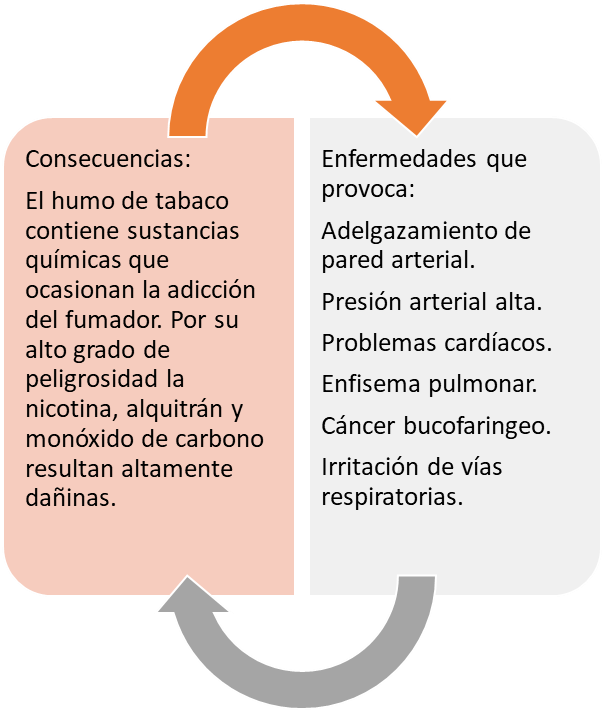 Consecuencias:
El humo de tabaco
contiene sustancias
químicas que
ocasionan la adicción
del fumador. Por su
alto grado de
peligrosidad la
nicotina, alquitrán y
monóxido de carbono
resultan altamente
dañinas.
Enfermedades que
provoca:
Adelgazamiento de
pared arterial.
Presión arterial alta.
Problemas cardíacos.
Enfisema pulmonar.
Cáncer bucofaringeo.
Irritación de vías
respiratorias.